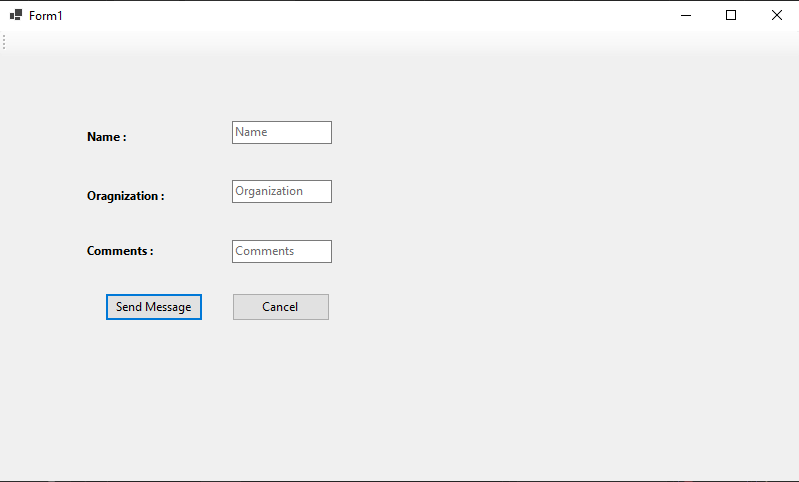 Form1
Name : Name
Oragnization : Organization
Comments : Comments
Send Message Cancel